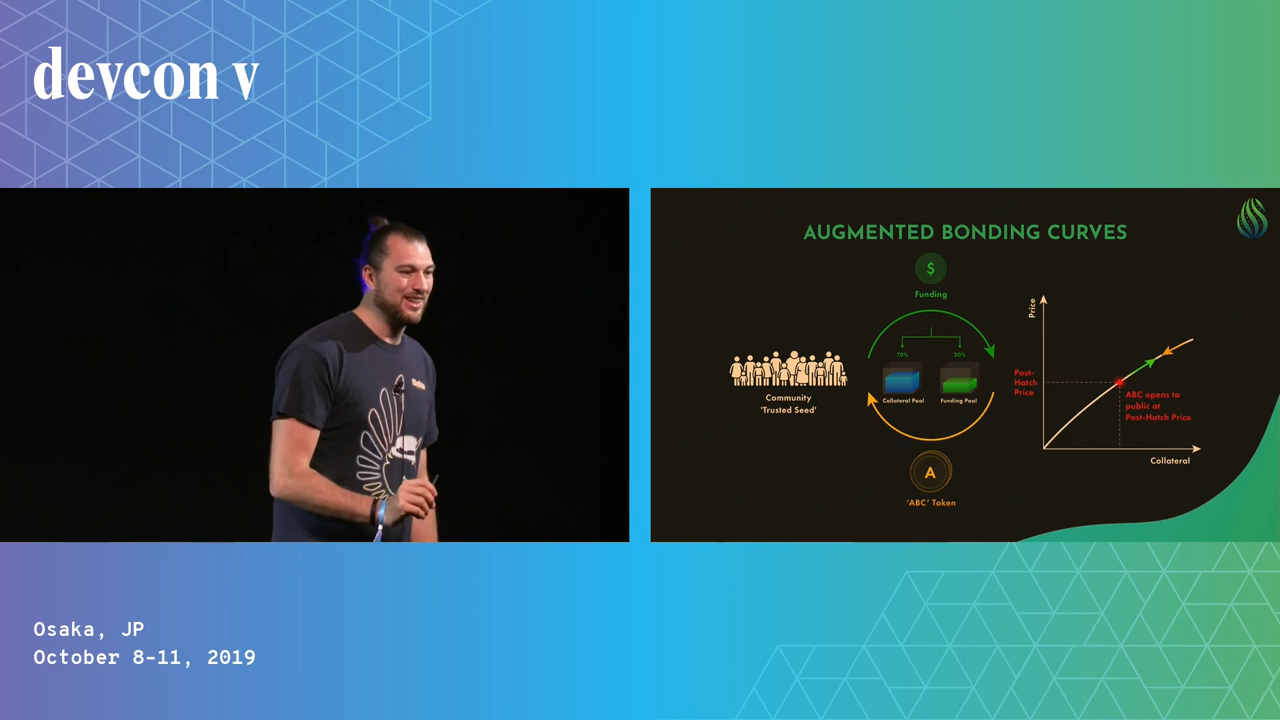 devcon v
AUGMENTED BONDING CURVES
$
Funding
70%
30%
Collateral Pool
Funding Pool
Community
'Trusted Seed'
A
'ABC' Token
Price
Post-
Hatch
Price
ABC opens to
public at
Post-Hatch Price
Collateral
Osaka, JP
October 8-11, 2019